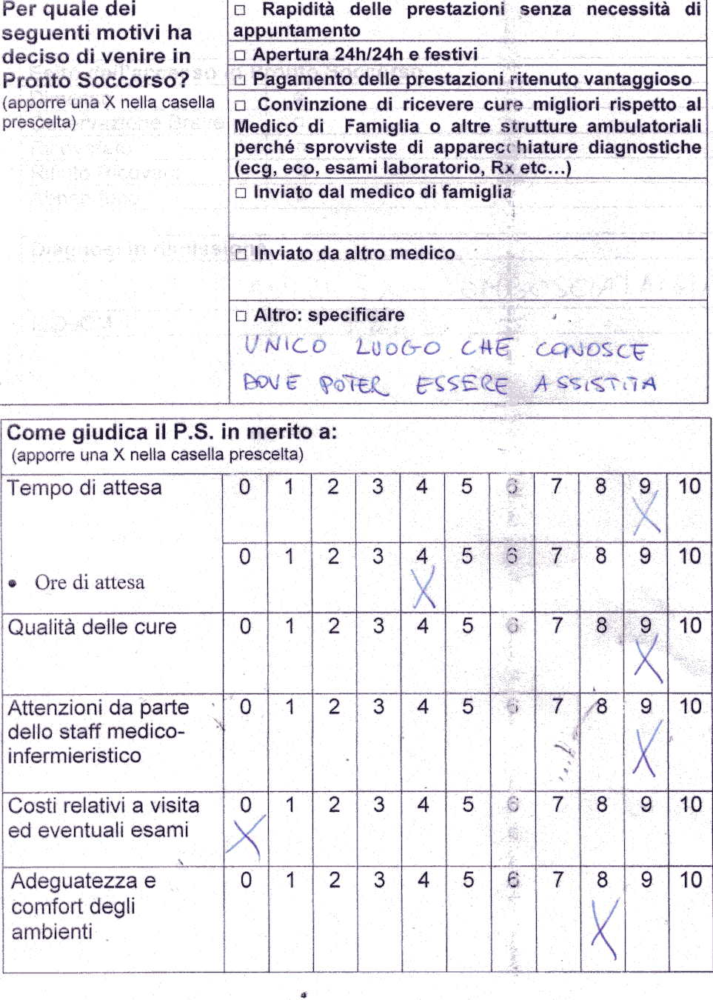 Per quale dei
seguenti motivi ha
deciso di venire in
Pronto Soccorso?
(apporre una X nella casella
prescelta)
□ Rapidità delle prestazioni senza necessità di
appuntamento
□ Apertura 24h/24h e festivi
□ Pagamento delle prestazioni ritenuto vantaggioso
□ Convinzione di ricevere cure migliori rispetto al
Medico di Famiglia o altre strutture ambulatoriali
perché sprovviste di apparecchiature diagnostiche
(ecg, eco, esami laboratorio, Rx etc...)
□ Inviato dal medico di famiglia
□ Inviato da altro medico
□ Altro: specificare
UNICO LUOGO CHE CONOSCE
DOVE POTER ESSERE ASSISTITA
Come giudica il P.S. in merito a:
(apporre una X nella casella prescelta)
Tempo di attesa 0 1 2 3 4 5 6 7 8 9 10
X
0 1 2 3 4 5 6 7 8 9 10
• Ore di attesa
X
Qualità delle cure 0 1 2 3 4 5 6 7 8 9 10
X
Attenzioni da parte 0 1 2 3 4 5 6 7 8 9 10
dello staff medico-
infermieristico
X
Costi relativi a visita 0 1 2 3 4 5 6 7 8 9 10
ed eventuali esami
X
Adeguatezza e 0 1 2 3 4 5 6 7 8 9 10
comfort degli
ambienti
X